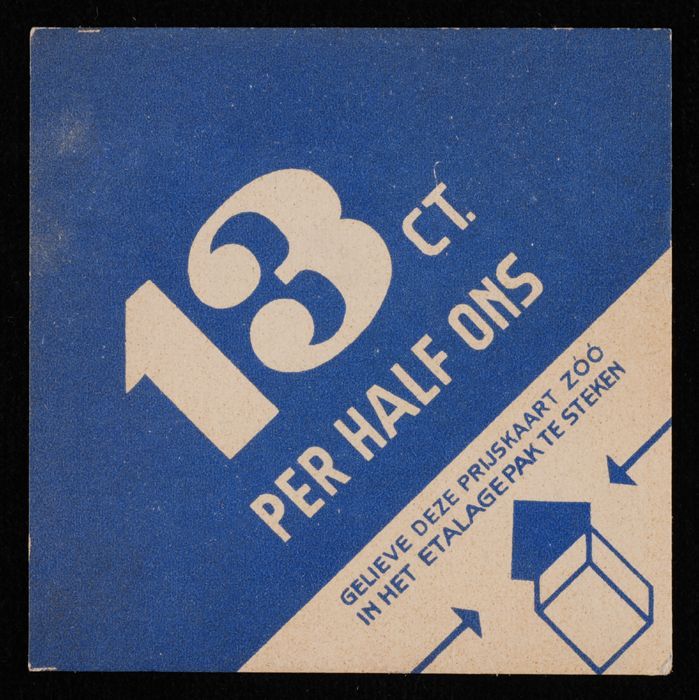 13 CT.
PER HALF ONS
GELIEVE DEZE PRIJSKAART ZÓÓ
IN HET ETALAGEPAK TE STEKEN